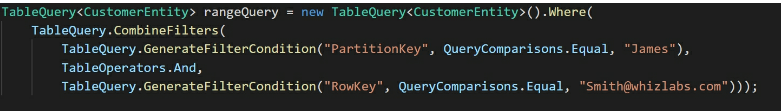 TableQuery<CustomerEntity> rangeQuery = new TableQuery<CustomerEntity>().Where(
TableQuery.CombineFilters(
TableQuery.GenerateFilterCondition("PartitionKey", QueryComparisons.Equal, "James"),
TableOperators.And,
TableQuery.GenerateFilterCondition("RowKey", QueryComparisons.Equal, "Smith@whizlabs.com")));